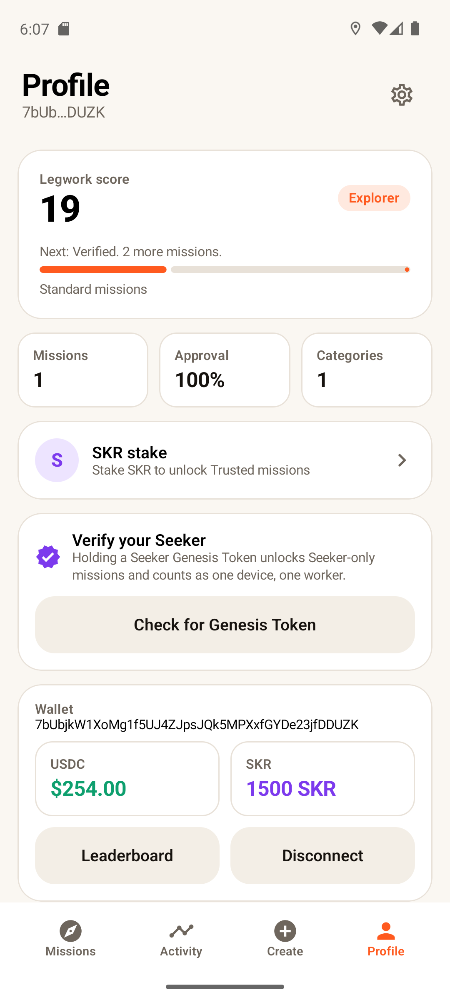 6:07
Profile
7bUb...DUZK
Legwork score
19
Explorer
Next: Verified. 2 more missions.
Standard missions
Missions
1
Approval
100%
Categories
1
S
SKR stake
Stake SKR to unlock Trusted missions
Verify your Seeker
Holding a Seeker Genesis Token unlocks Seeker-only
missions and counts as one device, one worker.
Check for Genesis Token
Wallet
7bUbjkW1XoMg1f5UJ4ZJpsJQk5MPXxfGYDe23jfDDUZK
USDC
$254.00
SKR
1500 SKR
Leaderboard
Disconnect
Missions
Activity
Create
Profile